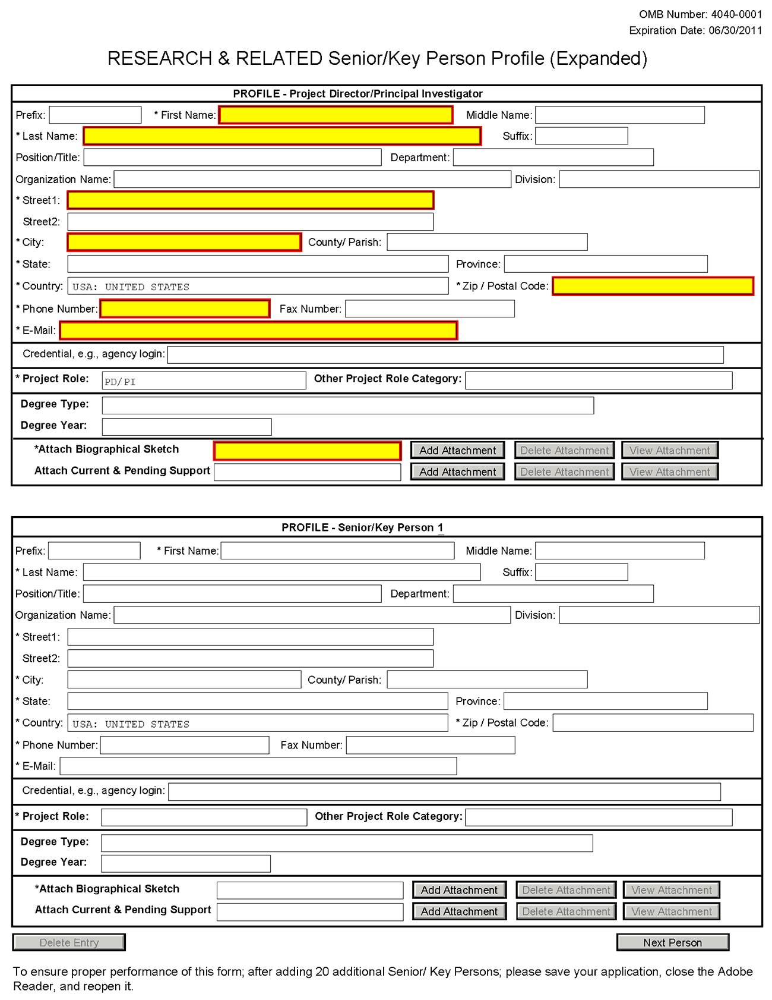 OMB Number: 4040-0001
Expiration Date: 06/30/2011
RESEARCH & RELATED Senior/Key Person Profile (Expanded)
PROFILE - Project Director/Principal Investigator
Prefix: * First Name: Middle Name:
* Last Name: Suffix:
Position/Title: Department:
Organization Name: Division:
* Street1:
Street2:
* City: County/ Parish:
* State: Province:
* Country: USA: UNITED STATES * Zip / Postal Code:
* Phone Number: Fax Number:
* E-Mail:
Credential, e.g., agency login:
* Project Role: PD/PI Other Project Role Category:
Degree Type:
Degree Year:
*Attach Biographical Sketch Add Attachment Delete Attachment View Attachment
Attach Current & Pending Support Add Attachment Delete Attachment View Attachment
PROFILE - Senior/Key Person 1
Prefix: * First Name: Middle Name:
* Last Name: Suffix:
Position/Title: Department:
Organization Name: Division:
* Street1:
Street2:
* City: County/ Parish:
* State: Province:
* Country: USA: UNITED STATES * Zip / Postal Code:
* Phone Number: Fax Number:
* E-Mail:
Credential, e.g., agency login:
* Project Role: Other Project Role Category:
Degree Type:
Degree Year:
*Attach Biographical Sketch Add Attachment Delete Attachment View Attachment
Attach Current & Pending Support Add Attachment Delete Attachment View Attachment
Delete Entry Next Person
To ensure proper performance of this form; after adding 20 additional Senior/ Key Persons; please save your application, close the Adobe
Reader, and reopen it.